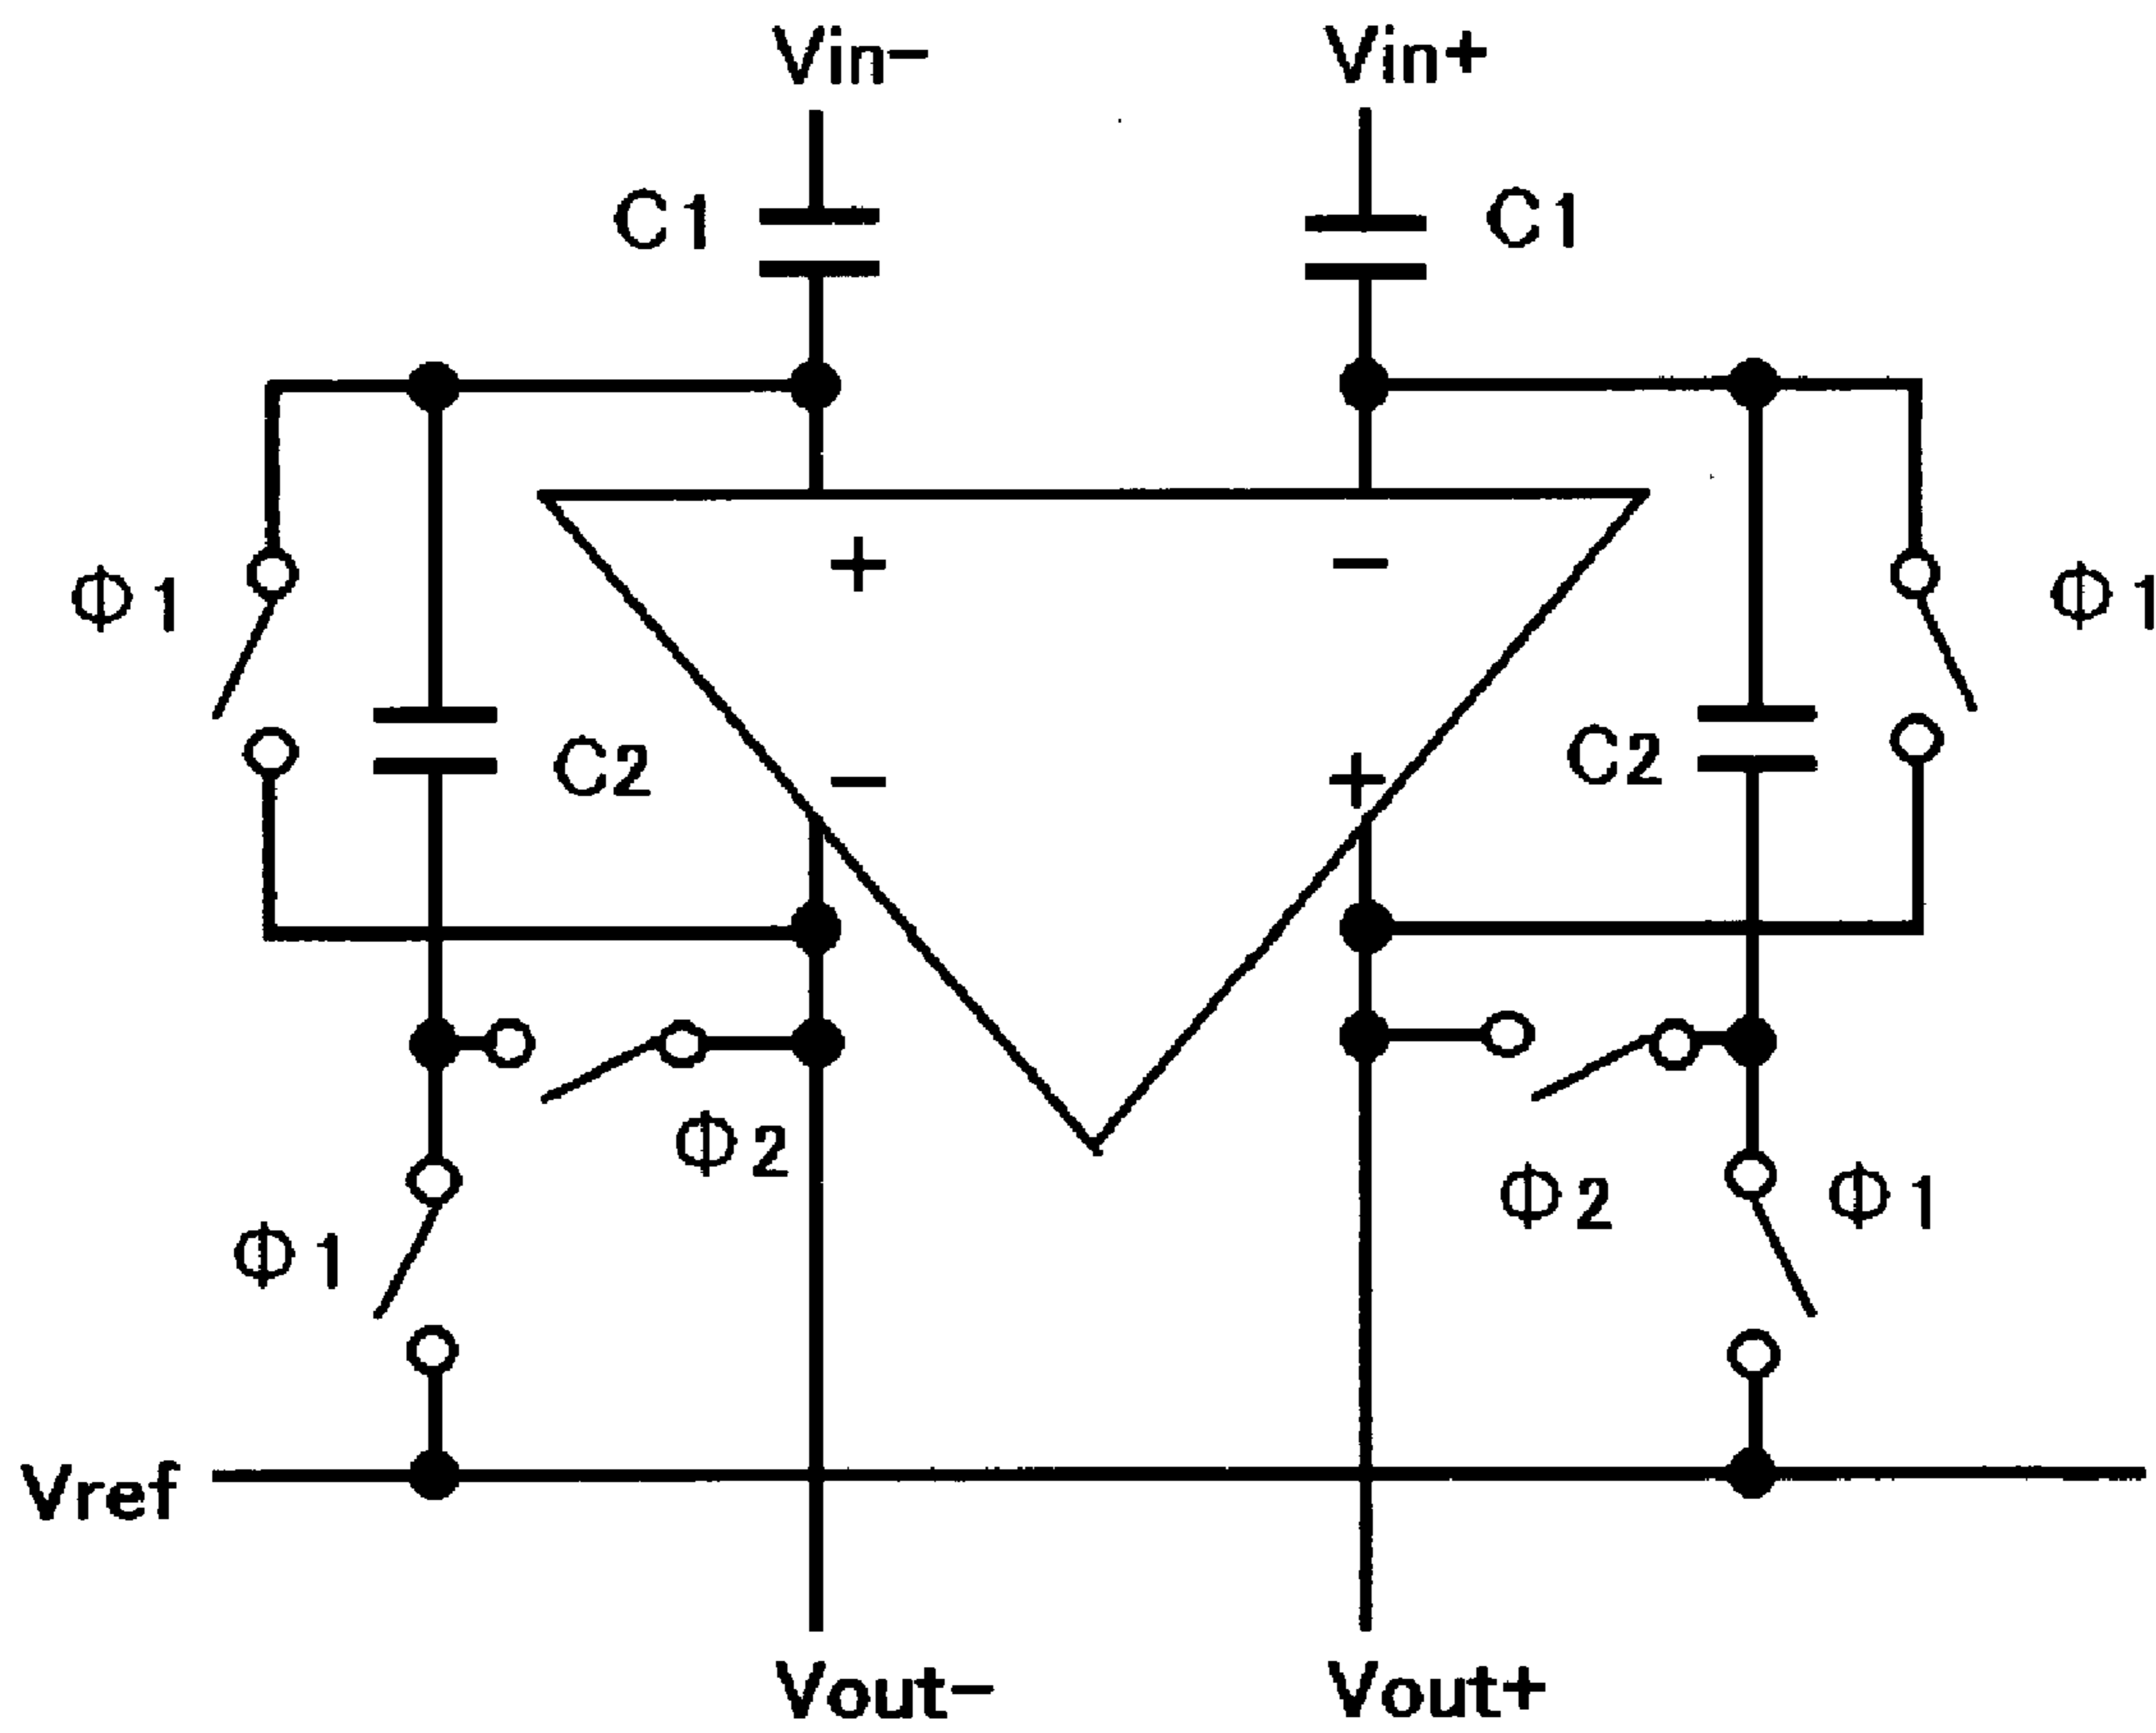 Vin− Vin+
C1 C1
+ −
Φ1 Φ1
C2 − + C2
Φ2
Φ2 Φ1
Φ1
Vref
Vout− Vout+